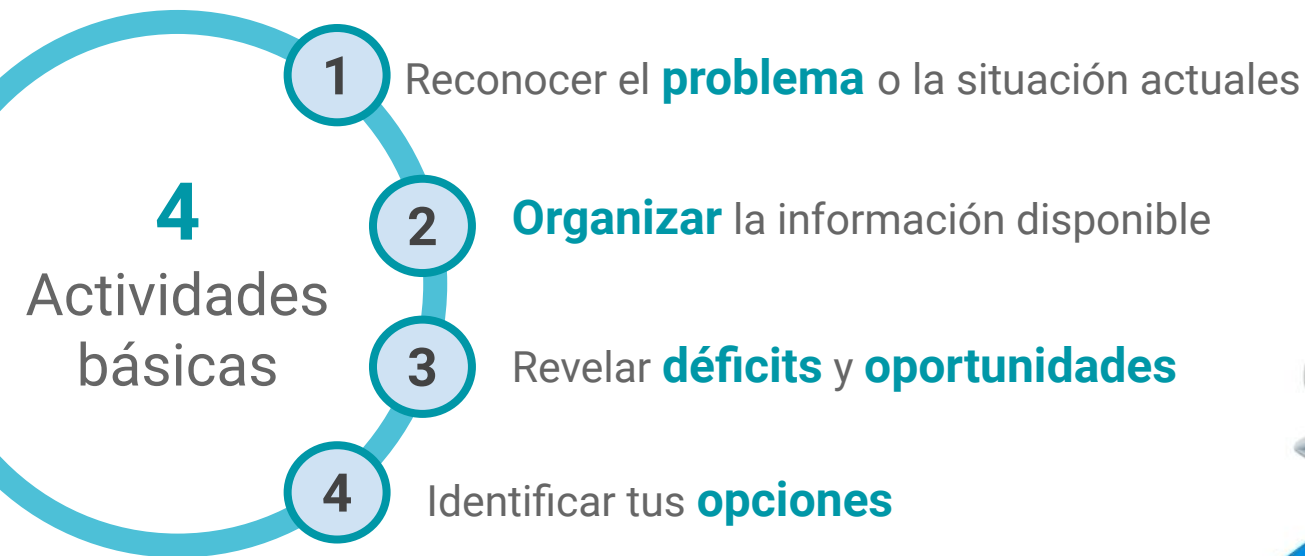 1
Reconocer el problema o la situación actuales
2
Organizar la información disponible
4
Actividades
básicas
3
Revelar déficits y oportunidades
4
Identificar tus opciones